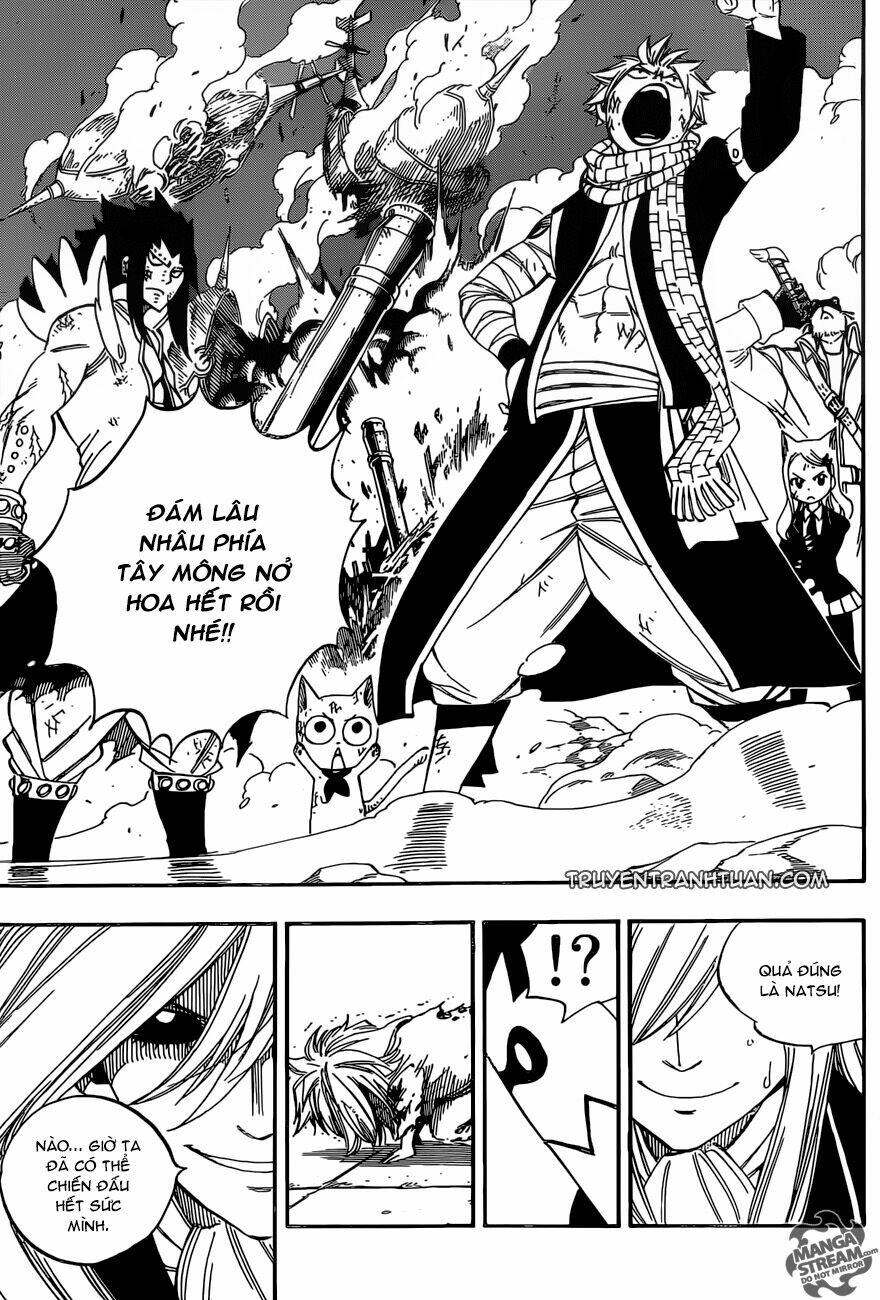 ĐÁM LÂU
NHÂU PHÍA
TÂY MÔNG NỞ
HOA HẾT RỒI
NHÉ!!
TRUYENTRANHTUAN.COM
QUẢ ĐÚNG
LÀ NATSU!
!?
NÀO... GIỜ TA
ĐÃ CÓ THỂ
CHIẾN ĐẤU
HẾT SỨC
MÌNH.
MANGA
STREAM.COM
DO NOT MIRROR!